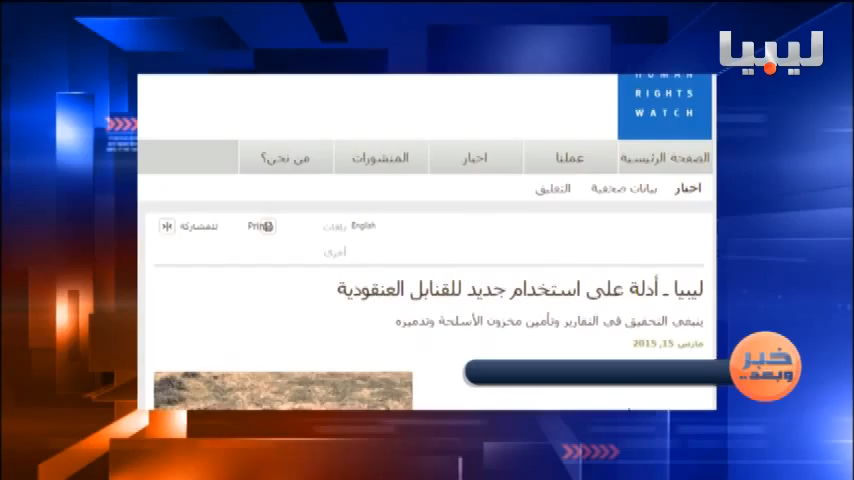 ليبيا
HUMAN
RIGHTS
WATCH
الصفحة الرئيسية
عملنا
اخبار
المنشورات
من نحن؟
اخبار
بيانات صحفية
التعليق
English
بلغات
Print
للمشاركة
أخرى
ليبيا ـ أدلة على استخدام جديد للقنابل العنقودية
ينبغي التحقيق في التقارير وتأمين مخزون الأسلحة وتدميره
مارس 15, 2015
خبر
وبعد..